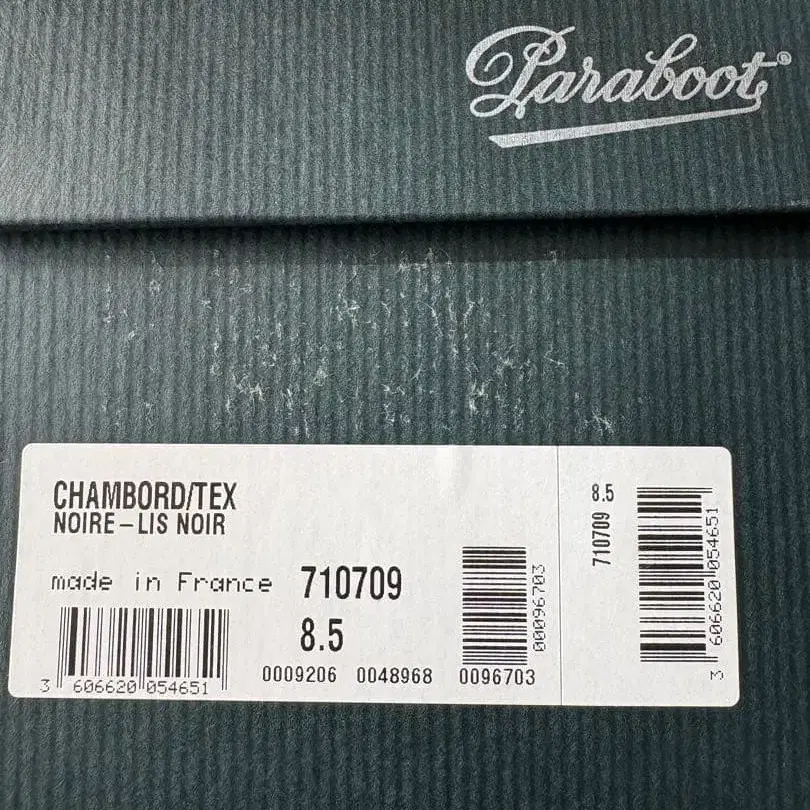 Paraboot®
CHAMBORD/TEX
NOIRE – LIS NOIR
made in France 710709
8.5
3 606620 054651
0009206 0048968 0096703
00096703
8.5
710709
3 606620 054651